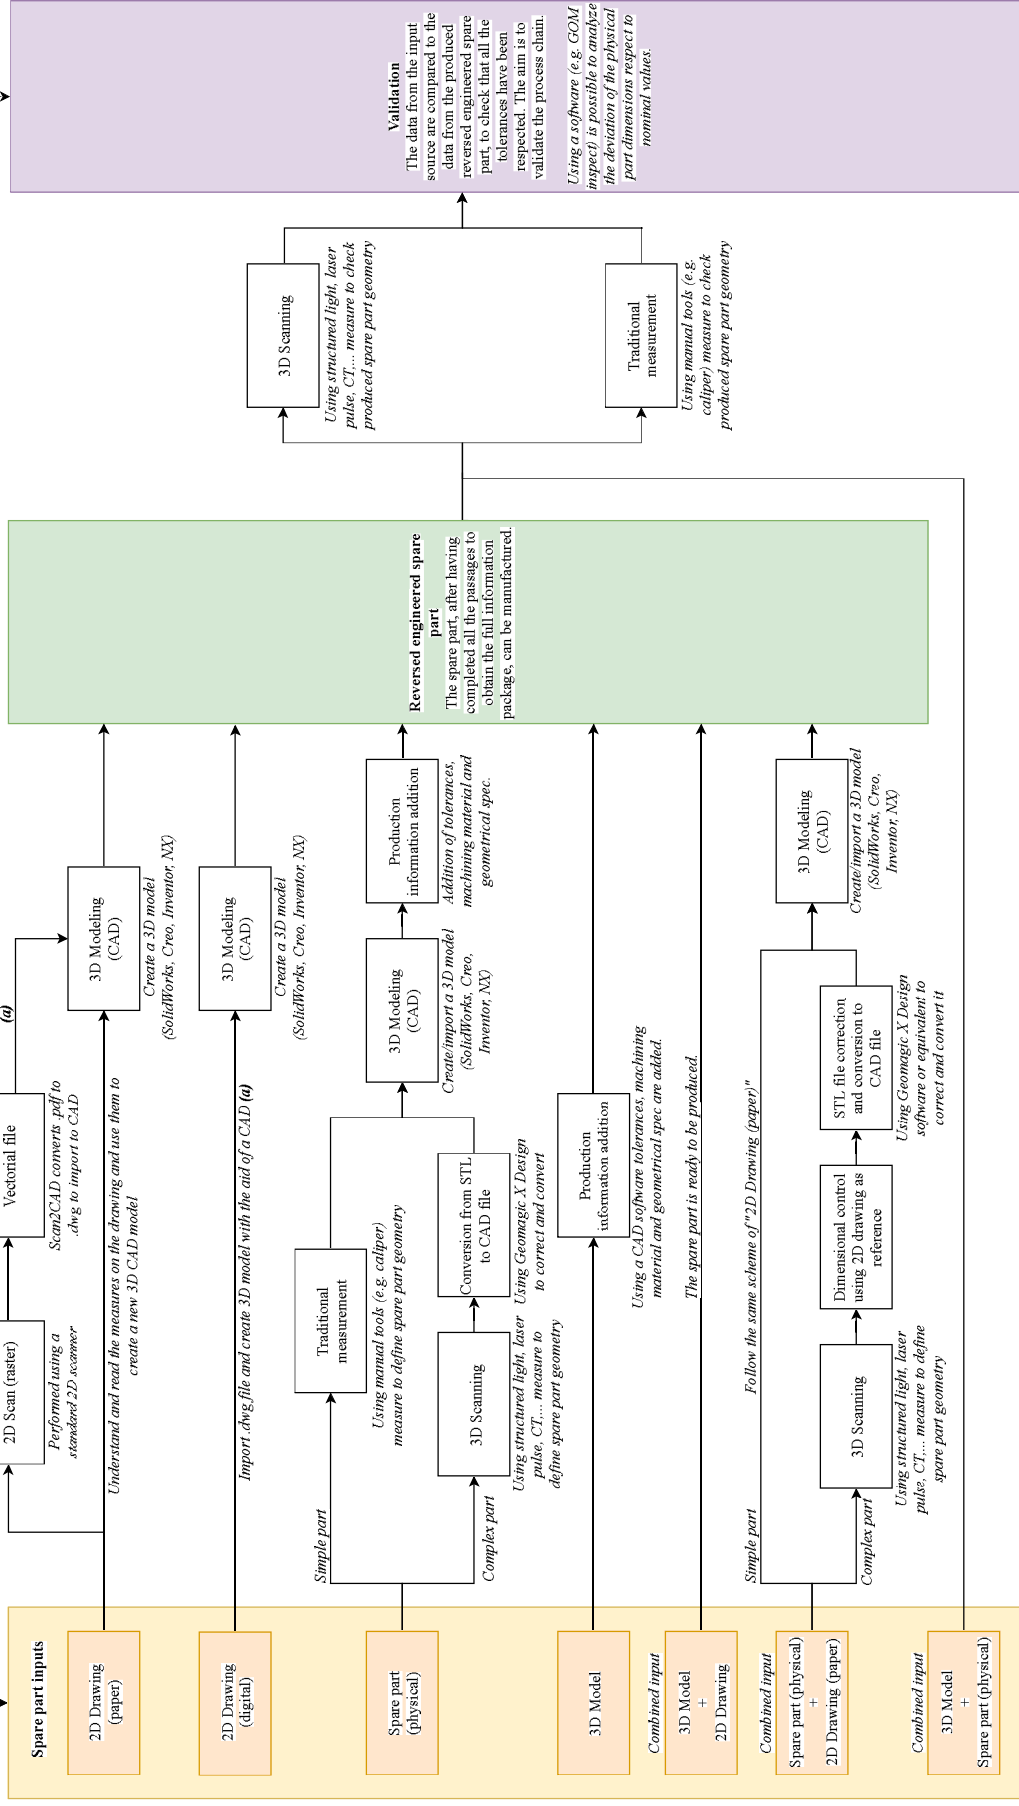 Spare part inputs
2D Drawing
(paper)
2D Scan (raster)
Performed using a
standard 2D scanner
Vectorial file
Scan2CAD converts .pdf to
.dwg to import to CAD
(a)
Understand and read the measures on the drawing and use them to
create a new 3D CAD model
3D Modeling
(CAD)
Create a 3D model
(SolidWorks, Creo, Inventor, NX)
2D Drawing
(digital)
Import .dwg file and create 3D model with the aid of a CAD (a)
3D Modeling
(CAD)
Create a 3D model
(SolidWorks, Creo, Inventor, NX)
Spare part
(physical)
Simple part
Traditional
measurement
Using manual tools (e.g. caliper)
measure to define spare part geometry
Complex part
3D Scanning
Using structured light, laser
pulse, CT,... measure to
define spare part geometry
Conversion from STL
to CAD file
Using Geomagic X Design
to correct and convert
3D Modeling
(CAD)
Create/import a 3D model
(SolidWorks, Creo,
Inventor, NX)
Production
information addition
Addition of tolerances,
machining material and
geometrical spec.
3D Model
Production
information addition
Using a CAD software tolerances, machining
material and geometrical spec are added.
Combined input
3D Model
+
2D Drawing
The spare part is ready to be produced.
Combined input
Spare part (physical)
+
2D Drawing (paper)
Simple part
Follow the same scheme of "2D Drawing (paper)"
Complex part
3D Scanning
Using structured light, laser
pulse, CT,... measure to define
spare part geometry
Dimensional control
using 2D drawing as
reference
STL file correction
and conversion to
CAD file
Using Geomagic X Design
software or equivalent to
correct and convert it
3D Modeling
(CAD)
Create/import a 3D model
(SolidWorks, Creo,
Inventor, NX)
Combined input
3D Model
+
Spare part (physical)
Reversed engineered spare
part
The spare part, after having
completed all the passages to
obtain the full information
package, can be manufactured.
3D Scanning
Using structured light, laser
pulse, CT,... measure to check
produced spare part geometry
Traditional
measurement
Using manual tools (e.g.
caliper) measure to check
produced spare part geometry
Validation
The data from the input
source are compared to the
data from the produced
reversed engineered spare
part, to check that all the
tolerances have been
respected. The aim is to
validate the process chain.
Using a software (e.g. GOM
inspect) is possible to analyze
the deviation of the physical
part dimensions respect to
nominal values.